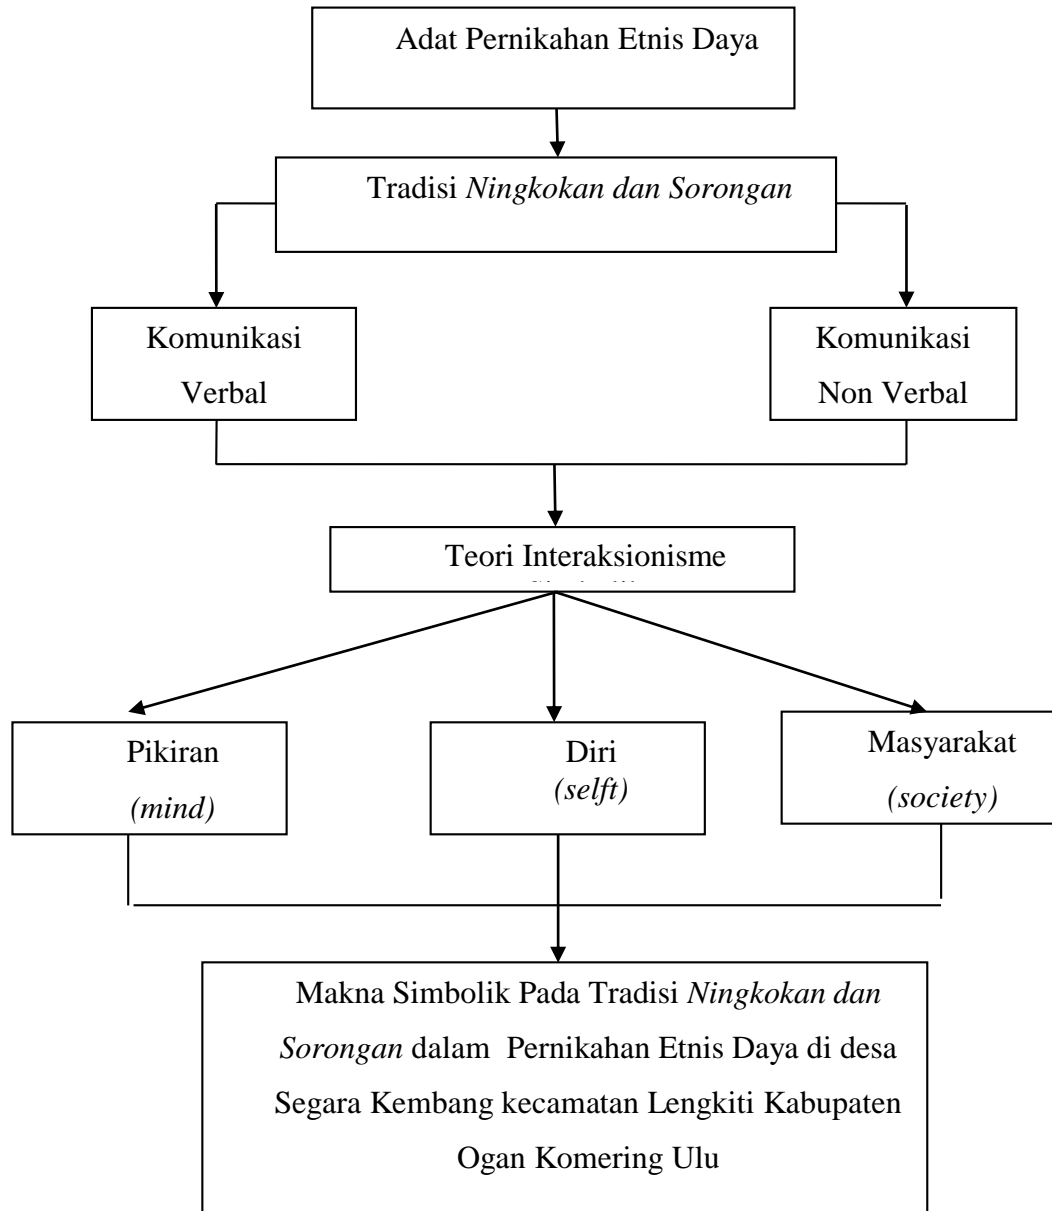 Adat Pernikahan Etnis Daya
Tradisi Ningkokan dan Sorongan
Komunikasi
Verbal
Komunikasi
Non Verbal
Teori Interaksionisme
Pikiran
(mind)
Diri
(selft)
Masyarakat
(society)
Makna Simbolik Pada Tradisi Ningkokan dan
Sorongan dalam Pernikahan Etnis Daya di desa
Segara Kembang kecamatan Lengkiti Kabupaten
Ogan Komering Ulu